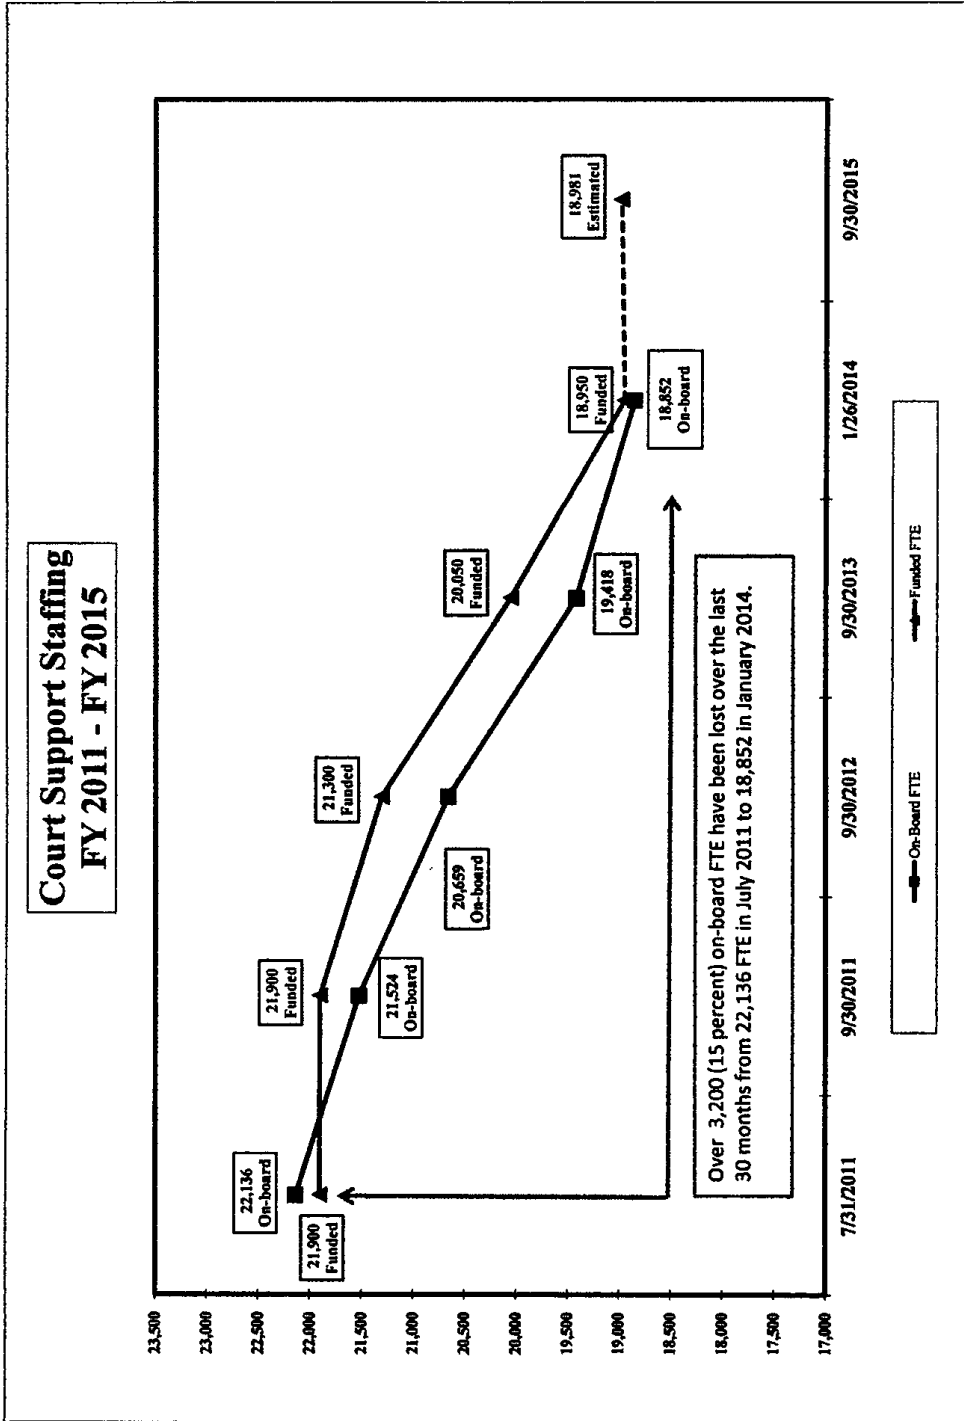 Court Support Staffing
FY 2011 - FY 2015
23,500
23,000
22,500
22,000
21,500
21,000
20,500
20,000
19,500
19,000
18,500
18,000
17,500
17,000
22,136
On-board
21,900
Funded
21,900
Funded
21,524
On-board
21,300
Funded
20,659
On-board
20,050
Funded
19,418
On-board
18,950
Funded
18,852
On-board
18,981
Estimated
Over 3,200 (15 percent) on-board FTE have been lost over the last
30 months from 22,136 FTE in July 2011 to 18,852 in January 2014.
7/31/2011
9/30/2011
9/30/2012
9/30/2013
1/26/2014
9/30/2015
On-Board FTE
Funded FTE